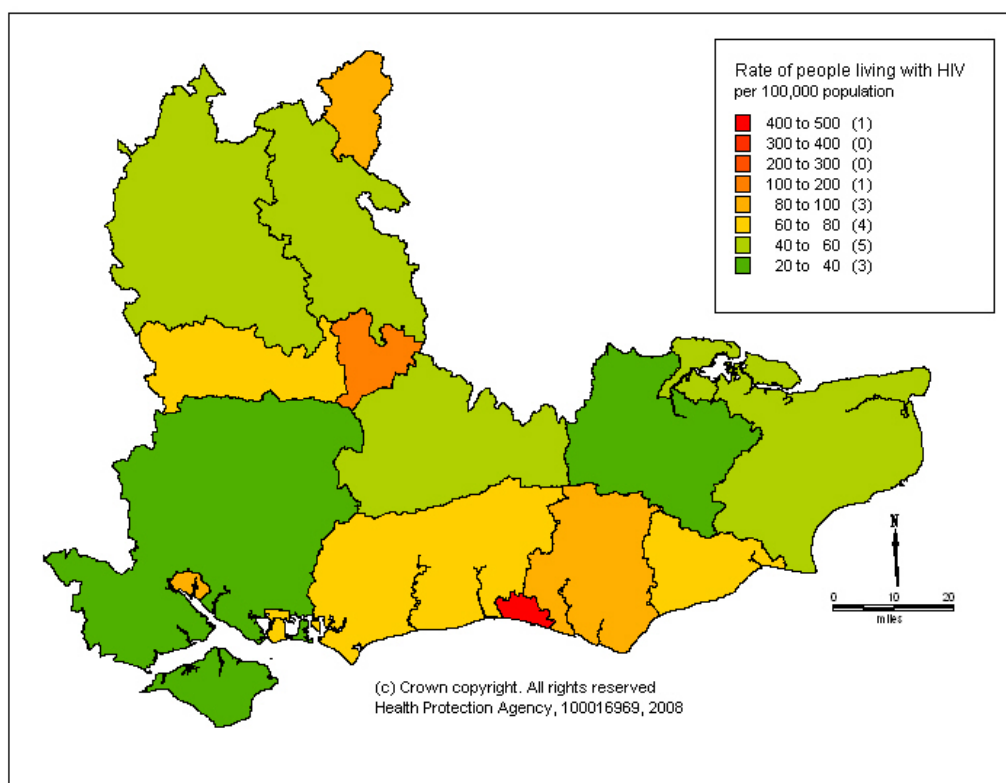 Rate of people living with HIV
per 100,000 population
400 to 500 (1)
300 to 400 (0)
200 to 300 (0)
100 to 200 (1)
80 to 100 (3)
60 to 80 (4)
40 to 60 (5)
20 to 40 (3)
N
0 10 20
miles
(c) Crown copyright. All rights reserved
Health Protection Agency, 100016969, 2008